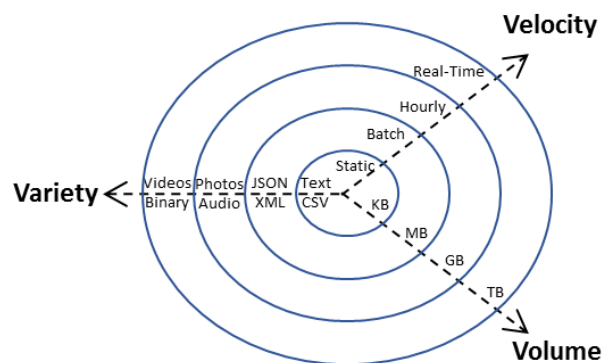 Velocity
Real-Time
Hourly
Batch
Static
Variety
Videos Photos JSON Text
Binary Audio XML CSV
KB
MB
GB
TB
Volume